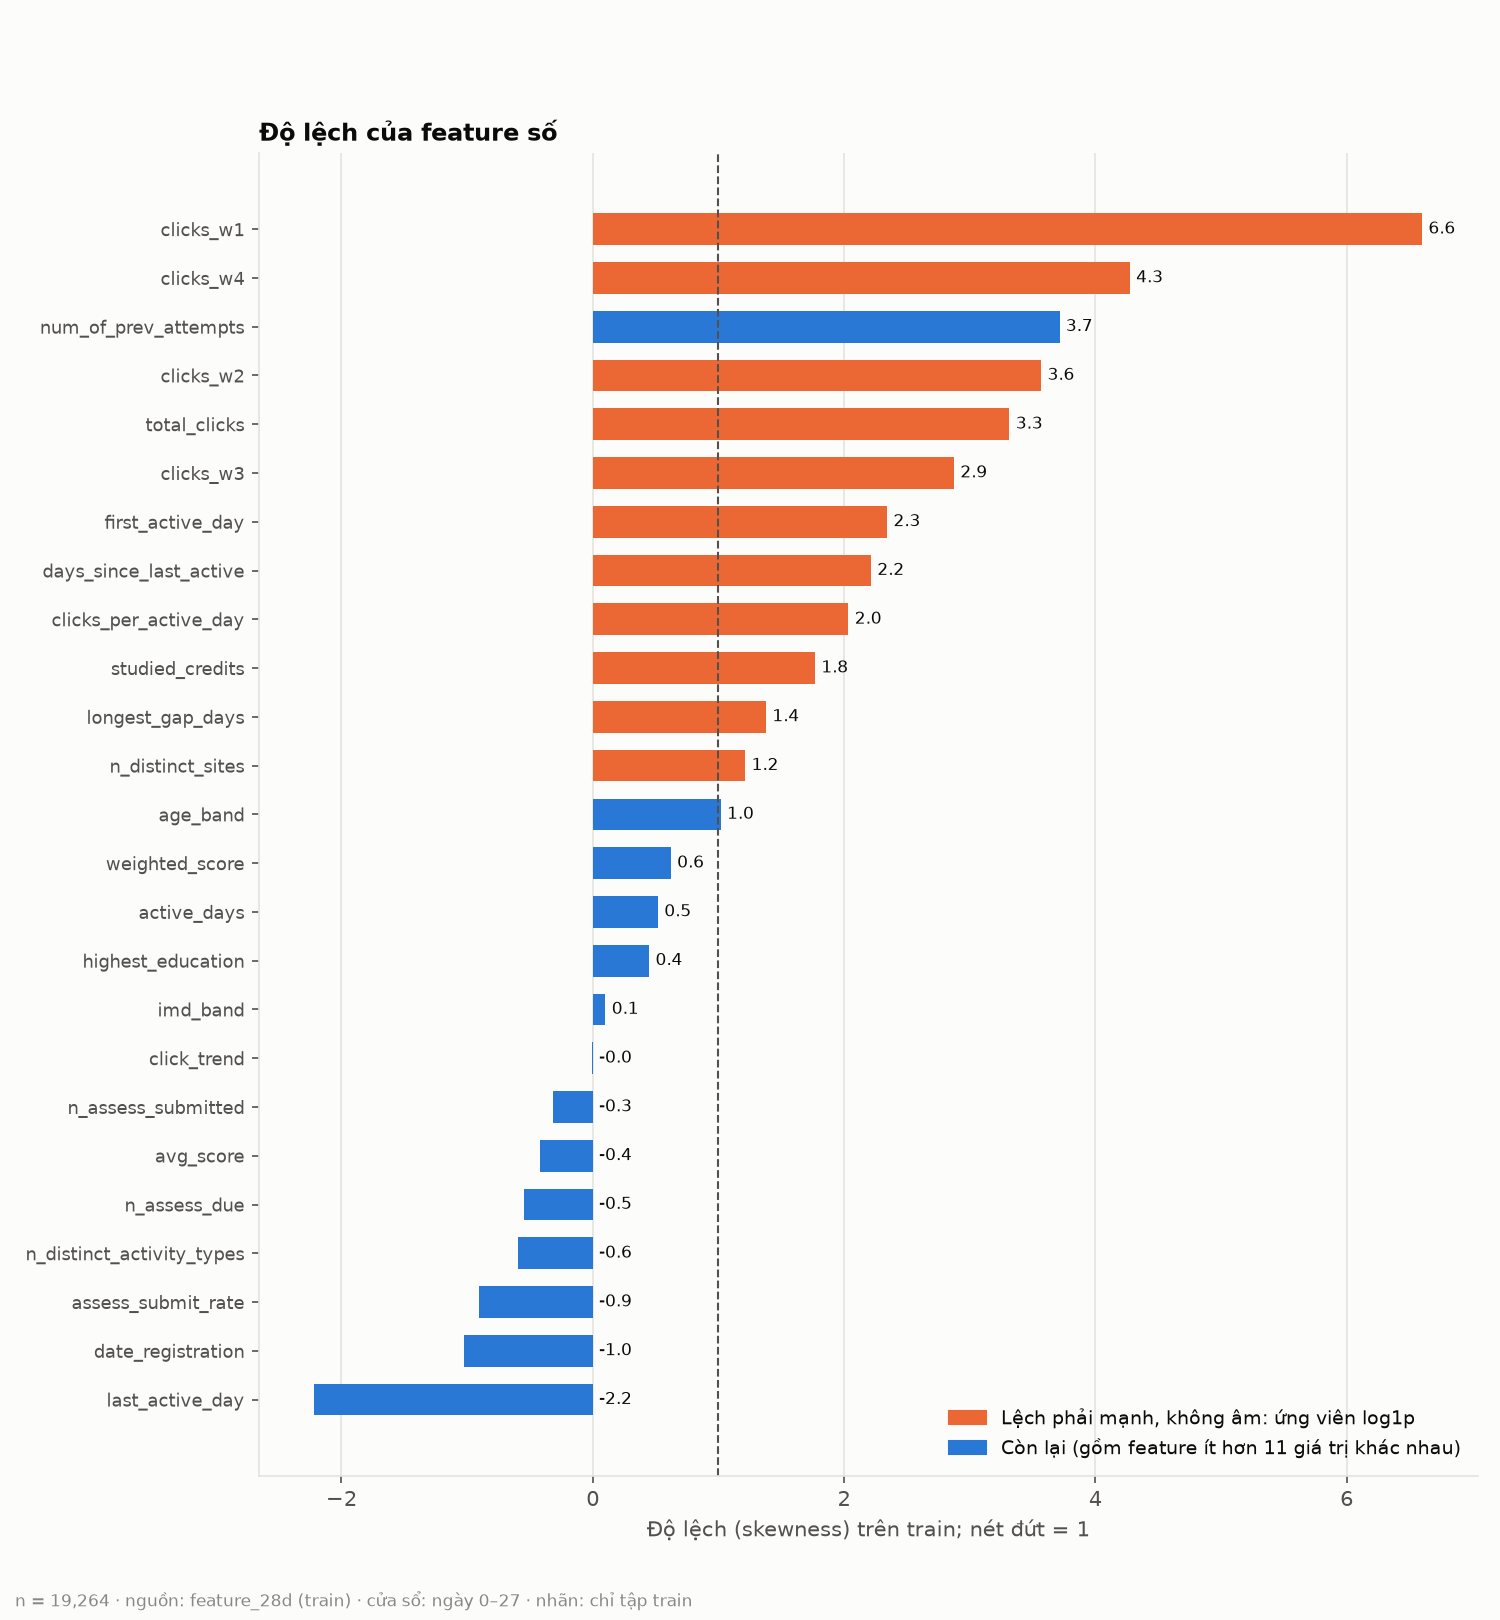 Độ lệch của feature số
clicks_w1 6.6
clicks_w4 4.3
num_of_prev_attempts 3.7
clicks_w2 3.6
total_clicks 3.3
clicks_w3 2.9
first_active_day 2.3
days_since_last_active 2.2
clicks_per_active_day 2.0
studied_credits 1.8
longest_gap_days 1.4
n_distinct_sites 1.2
age_band 1.0
weighted_score 0.6
active_days 0.5
highest_education 0.4
imd_band 0.1
click_trend -0.0
n_assess_submitted -0.3
avg_score -0.4
n_assess_due -0.5
n_distinct_activity_types -0.6
assess_submit_rate -0.9
date_registration -1.0
last_active_day -2.2
Lệch phải mạnh, không âm: ứng viên log1p
Còn lại (gồm feature ít hơn 11 giá trị khác nhau)
−2 0 2 4 6
Độ lệch (skewness) trên train; nét đứt = 1
n = 19,264 · nguồn: feature_28d (train) · cửa sổ: ngày 0–27 · nhãn: chỉ tập train